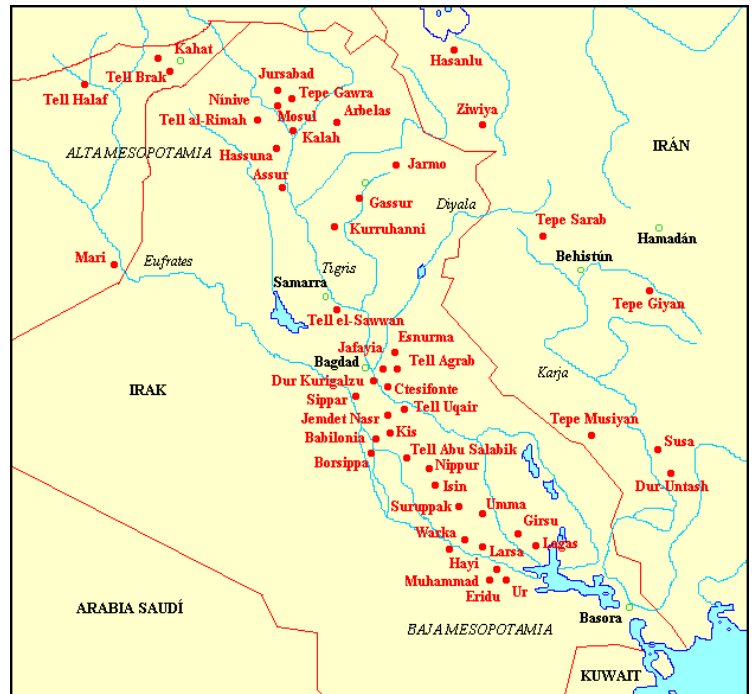 Kahat
Hasanlu
Tell Brak
Jursabad
Tell Halaf
Tepe Gawra
Nínive
Arbelas
Ziwiya
Tell al-Rimah
Mosul
Kalah
IRÁN
ALTA MESOPOTAMIA
Hassuna
Jarmo
Assur
Gassur
Diyala
Tepe Sarab
Kurruhanni
Hamadán
Mari
Eufrates
Tigris
Behistún
Samarra
Tepe Giyan
Tell el-Sawwan
Esnurma
Jafayia
Bagdad
Tell Agrab
Karja
Dur Kurigalzu
IRAK
Ctesifonte
Sippar
Tell Uqair
Jemdet Nasr
Tepe Musiyan
Babilonia
Kis
Susa
Borsippa
Tell Abu Salabik
Nippur
Dur-Untash
Isin
Suruppak
Umma
Girsu
Warka
Lagas
Larsa
Hayi
Muhammad
Ur
Eridu
ARABIA SAUDÍ
Basora
BAJA MESOPOTAMIA
KUWAIT